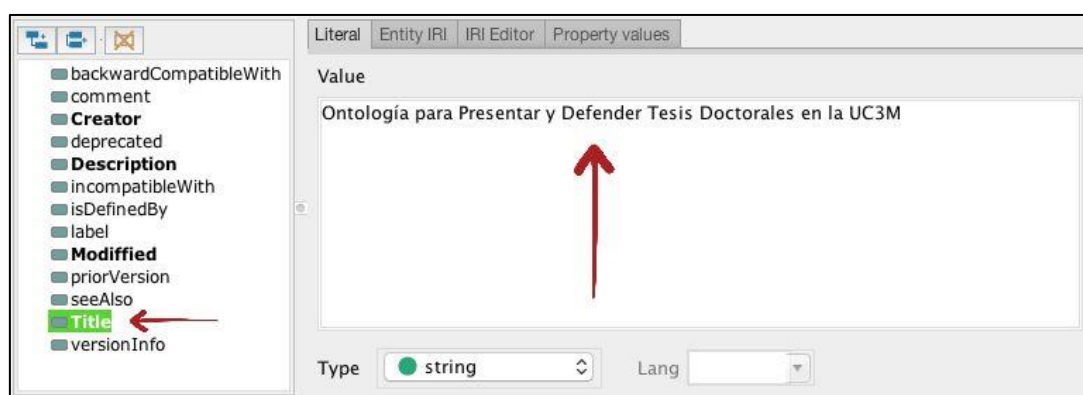 Literal Entity IRI IRI Editor Property values
backwardCompatibleWith
comment
Creator
deprecated
Description
incompatibleWith
isDefinedBy
label
Modiffied
priorVersion
seeAlso
Title
versionInfo
Value
Ontología para Presentar y Defender Tesis Doctorales en la UC3M
Type string Lang